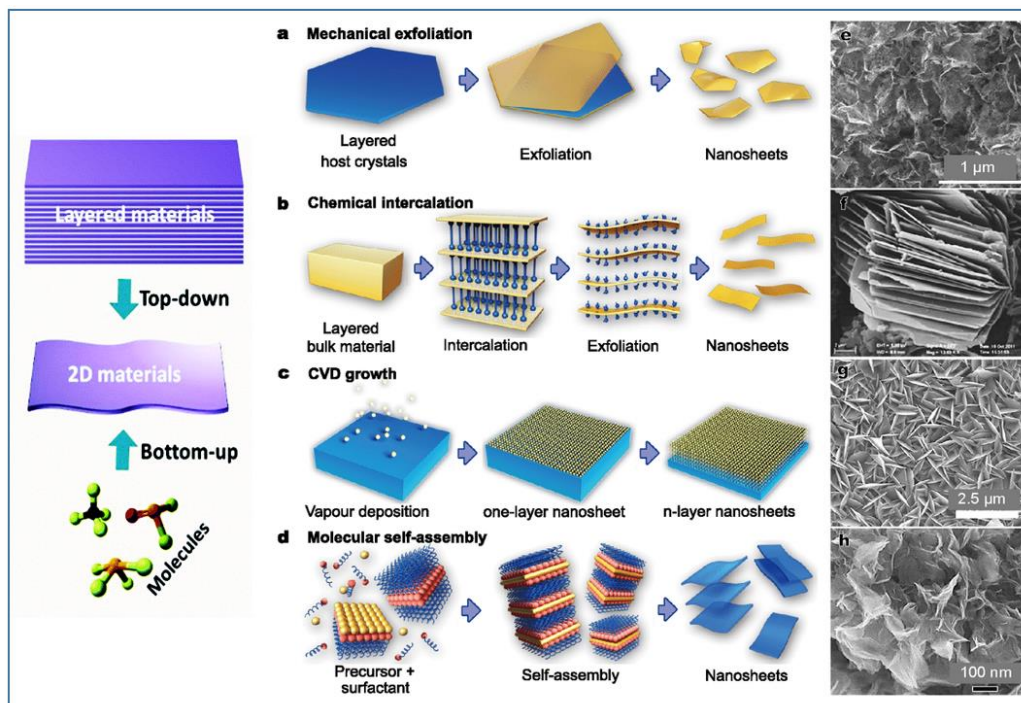 Layered materials
Top-down
2D materials
Bottom-up
Molecules
a Mechanical exfoliation
Layered
host crystals
Exfoliation
Nanosheets
b Chemical intercalation
Layered
bulk material
Intercalation
Exfoliation
Nanosheets
c CVD growth
Vapour deposition
one-layer nanosheet
n-layer nanosheets
d Molecular self-assembly
Precursor +
surfactant
Self-assembly
Nanosheets
e
1 µm
f
g
2.5 µm
h
100 nm